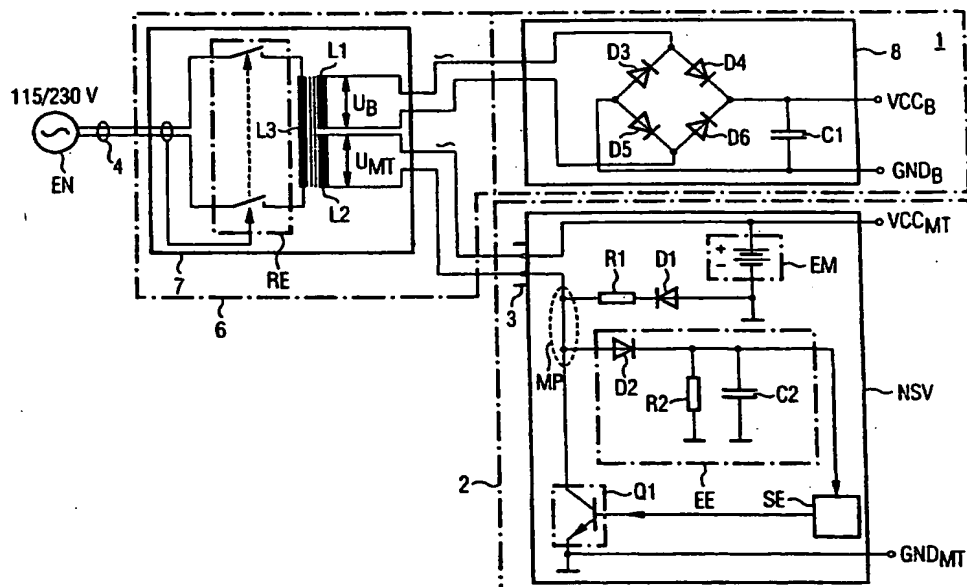 115/230 V
EN
4
L3
L1
U_B
U_MT
L2
7
RE
6
D3
D4
D5
D6
C1
8
1
VCC_B
GND_B
VCC_MT
3
MP
R1
D1
+
−
EM
D2
R2
C2
EE
NSV
2
Q1
SE
GND_MT